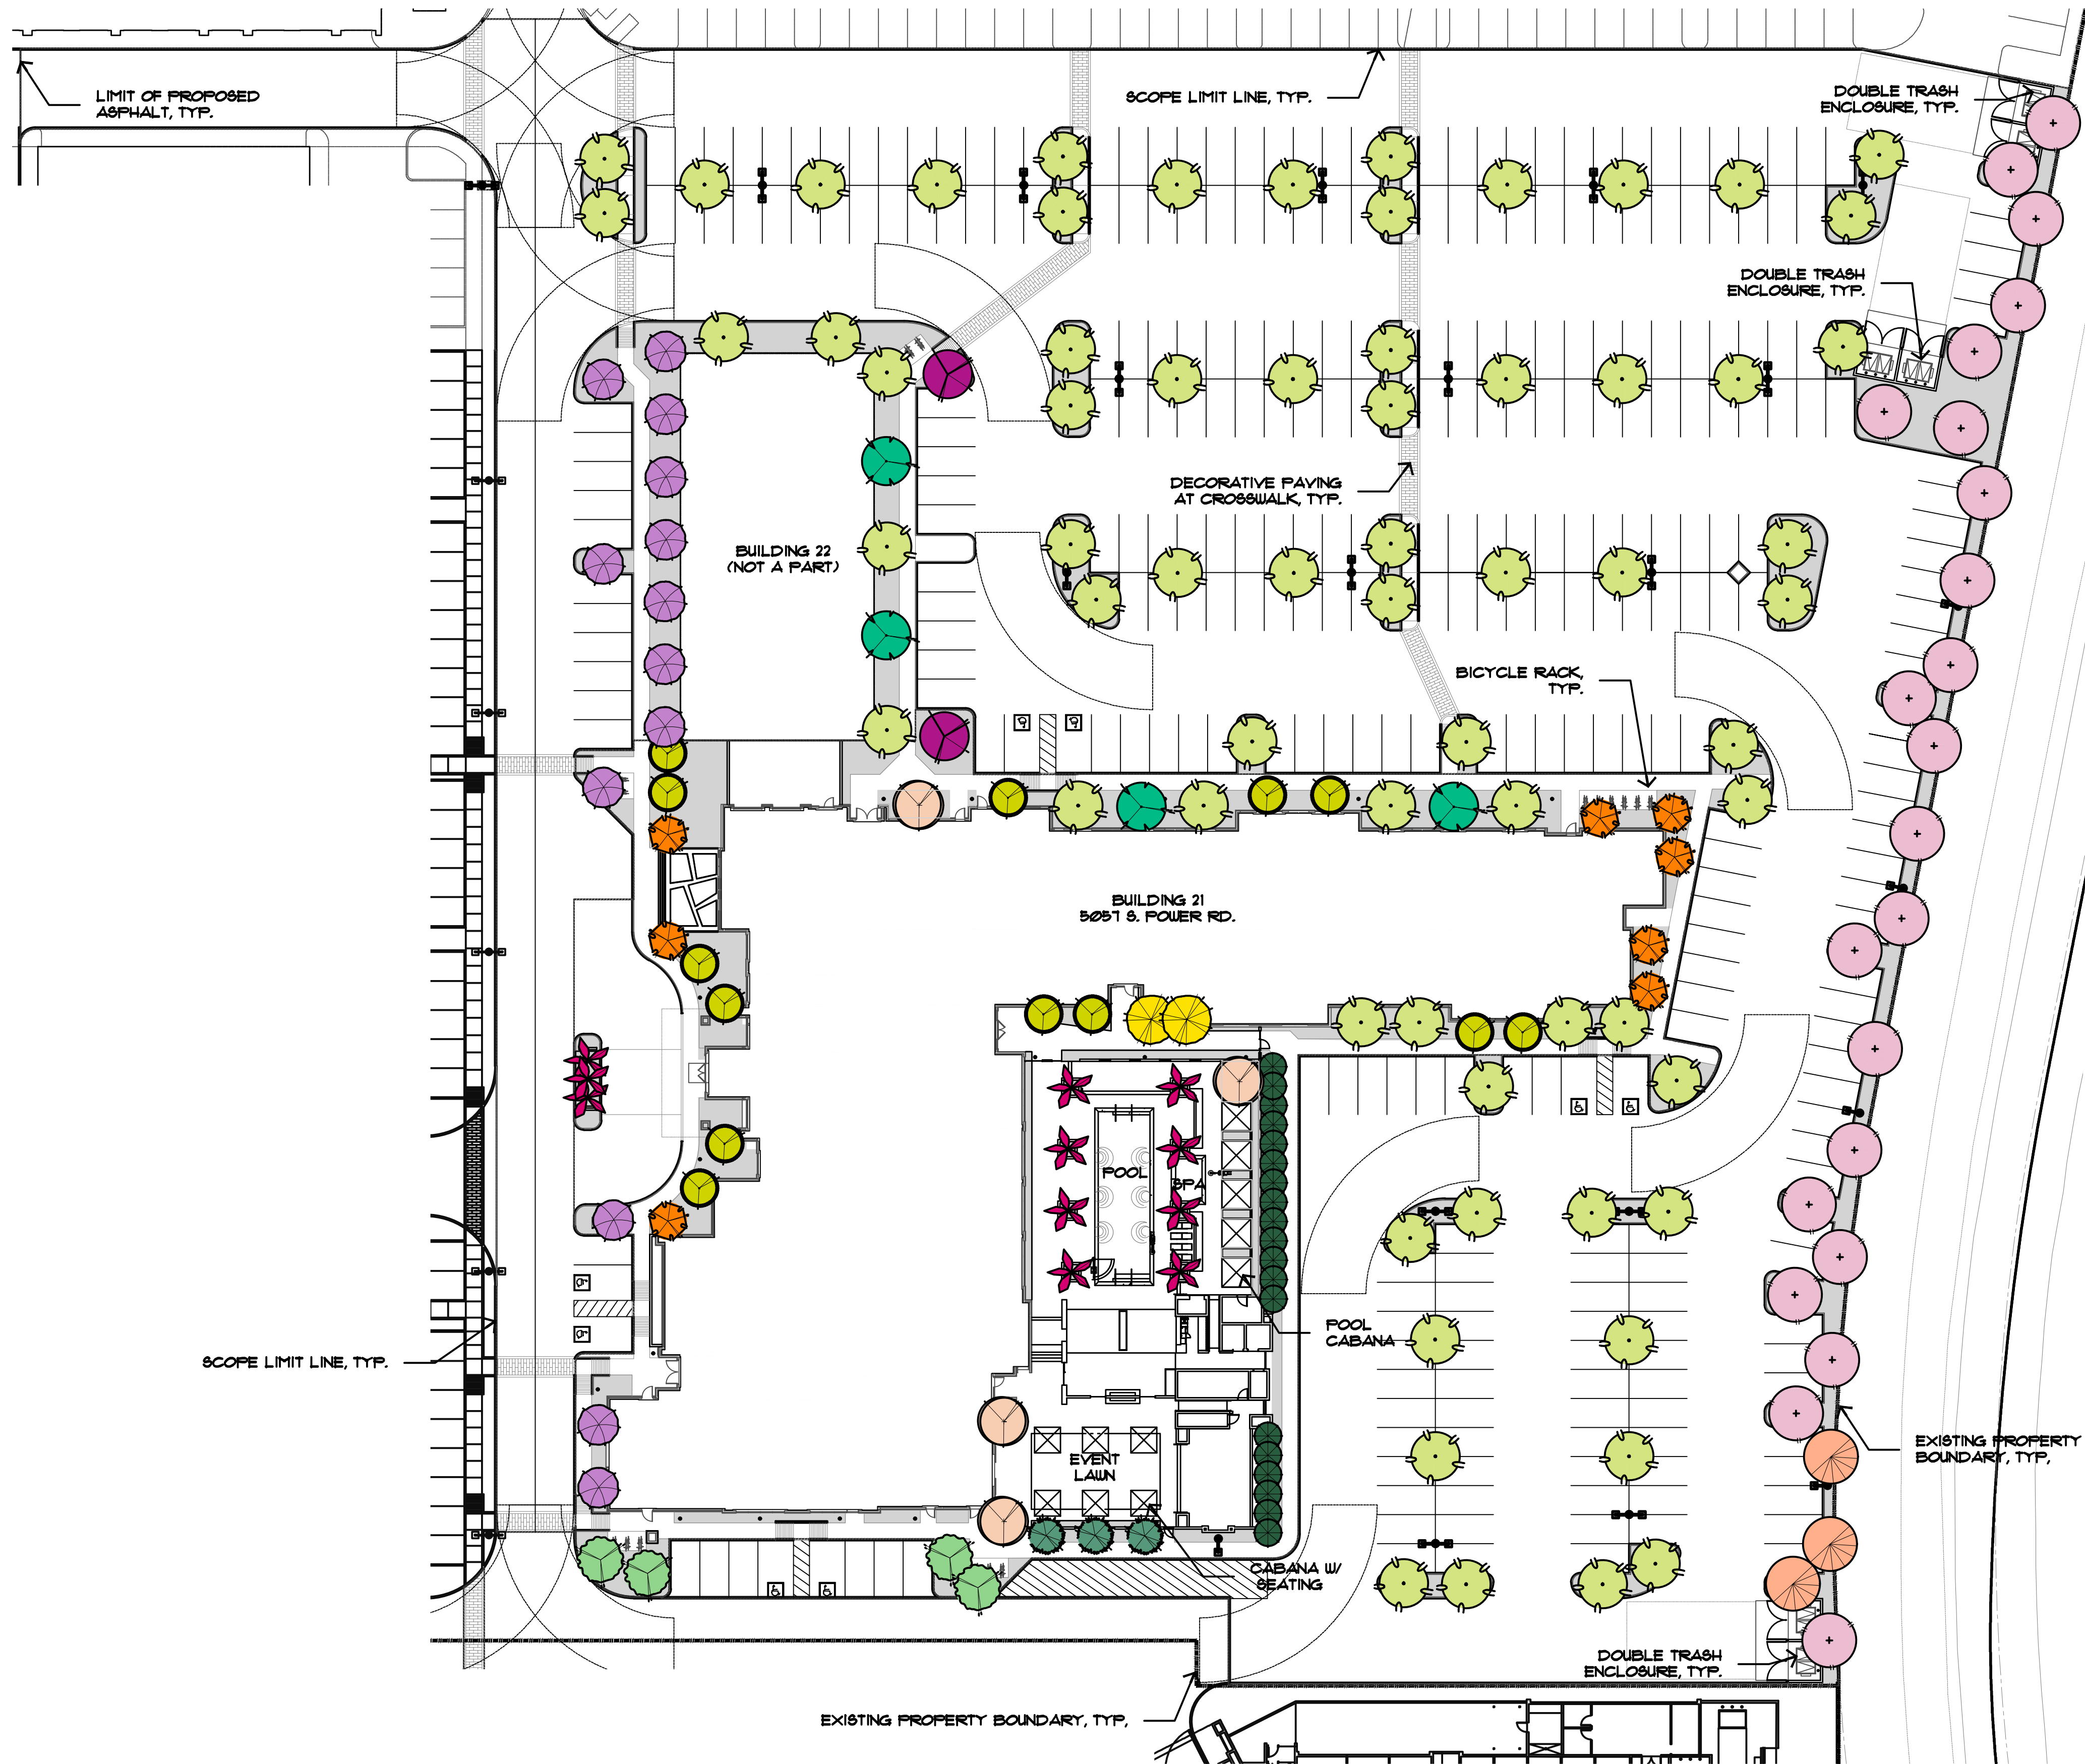 LIMIT OF PROPOSED
ASPHALT, TYP.
SCOPE LIMIT LINE, TYP.
DOUBLE TRASH
ENCLOSURE, TYP.
DOUBLE TRASH
ENCLOSURE, TYP.
DECORATIVE PAVING
AT CROSSWALK, TYP.
BUILDING 22
(NOT A PART)
BICYCLE RACK,
TYP.
BUILDING 21
5057 S. POWER RD.
POOL
SPA
POOL
CABANA
SCOPE LIMIT LINE, TYP.
EVENT
LAWN
EXISTING PROPERTY
BOUNDARY, TYP,
CABANA W/
SEATING
DOUBLE TRASH
ENCLOSURE, TYP.
EXISTING PROPERTY BOUNDARY, TYP,